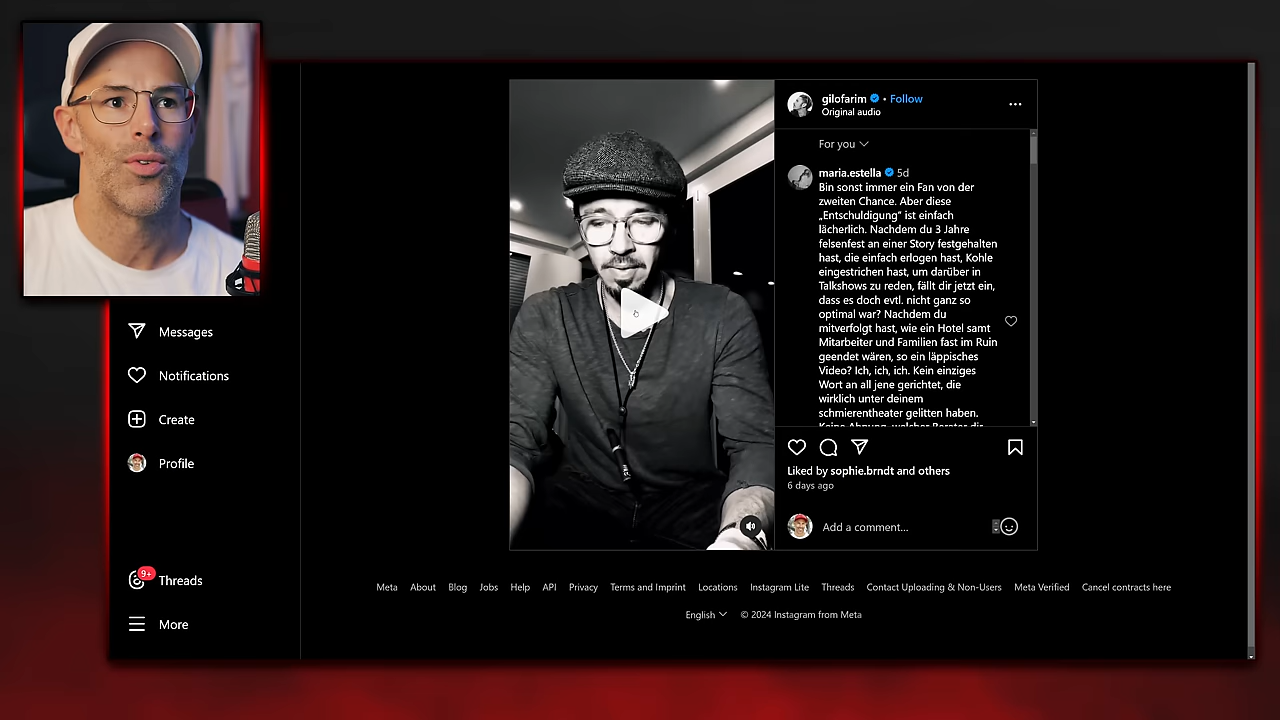 Messages
Notifications
Create
Profile
9+
Threads
More
gilofarim • Follow
Original audio
For you
maria.estella 5d
Bin sonst immer ein Fan von der
zweiten Chance. Aber diese
„Entschuldigung“ ist einfach
lächerlich. Nachdem du 3 Jahre
felsenfest an einer Story festgehalten
hast, die einfach erlogen hast, Kohle
eingestrichen hast, um darüber in
Talkshows zu reden, fällt dir jetzt ein,
dass es doch evtl. nicht ganz so
optimal war? Nachdem du
mitverfolgt hast, wie ein Hotel samt
Mitarbeiter und Familien fast im Ruin
geendet wären, so ein läppisches
Video? Ich, ich, ich. Kein einziges
Wort an all jene gerichtet, die
wirklich unter deinem
schmierentheater gelitten haben.
Keine Ahnung, welcher Berater dir
Liked by sophie.brndt and others
6 days ago
Add a comment...
Meta About Blog Jobs Help API Privacy Terms and Imprint Locations Instagram Lite Threads Contact Uploading & Non-Users Meta Verified Cancel contracts here
English © 2024 Instagram from Meta